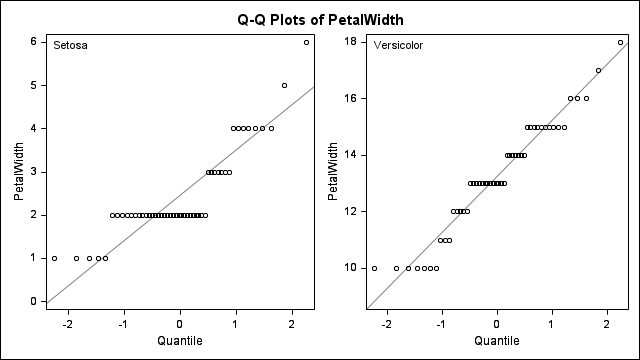 Q-Q Plots of PetalWidth
Setosa
PetalWidth
6
5
4
3
2
1
0
-2 -1 0 1 2
Quantile
Versicolor
PetalWidth
18
16
14
12
10
-2 -1 0 1 2
Quantile